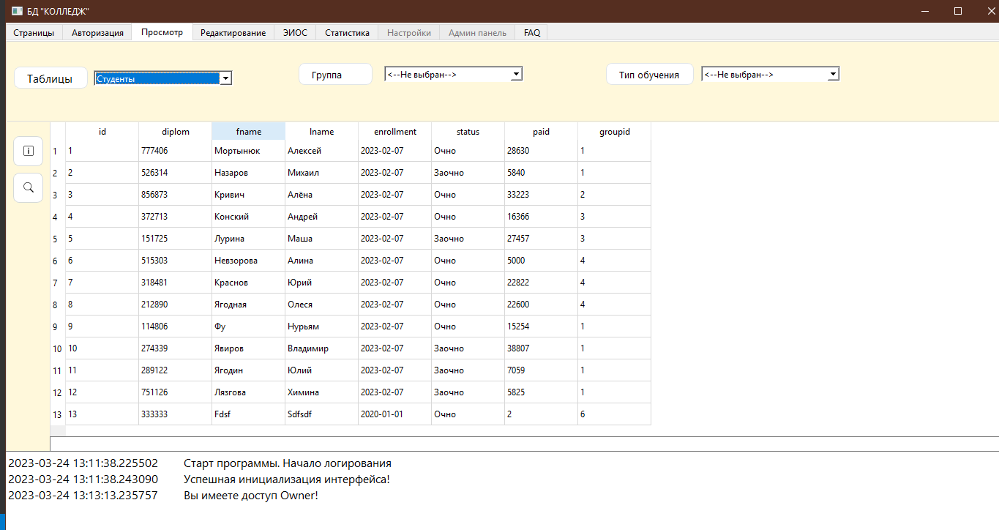 БД "КОЛЛЕДЖ"
Страницы Авторизация Просмотр Редактирование ЭИОС Статистика Настройки Админ панель FAQ
Таблицы Студенты Группа <--Не выбран--> Тип обучения <--Не выбран-->
id diplom fname lname enrollment status paid groupid
1 1 777406 Мортынюк Алексей 2023-02-07 Очно 28630 1
2 2 526314 Назаров Михаил 2023-02-07 Заочно 5840 1
3 3 856873 Кривич Алёна 2023-02-07 Очно 33223 2
4 4 372713 Конский Андрей 2023-02-07 Очно 16366 3
5 5 151725 Лурина Маша 2023-02-07 Заочно 27457 3
6 6 515303 Невзорова Алина 2023-02-07 Очно 5000 4
7 7 318481 Краснов Юрий 2023-02-07 Очно 22822 4
8 8 212890 Ягодная Олеся 2023-02-07 Очно 22600 4
9 9 114806 Фу Нурьям 2023-02-07 Очно 15254 1
10 10 274339 Явиров Владимир 2023-02-07 Заочно 38807 1
11 11 289122 Ягодин Юлий 2023-02-07 Заочно 7059 1
12 12 751126 Лязгова Химина 2023-02-07 Заочно 5825 1
13 13 333333 Fdsf Sdfsdf 2020-01-01 Очно 2 6
2023-03-24 13:11:38.225502 Старт программы. Начало логирования
2023-03-24 13:11:38.243090 Успешная инициализация интерфейса!
2023-03-24 13:13:13.235757 Вы имеете доступ Owner!